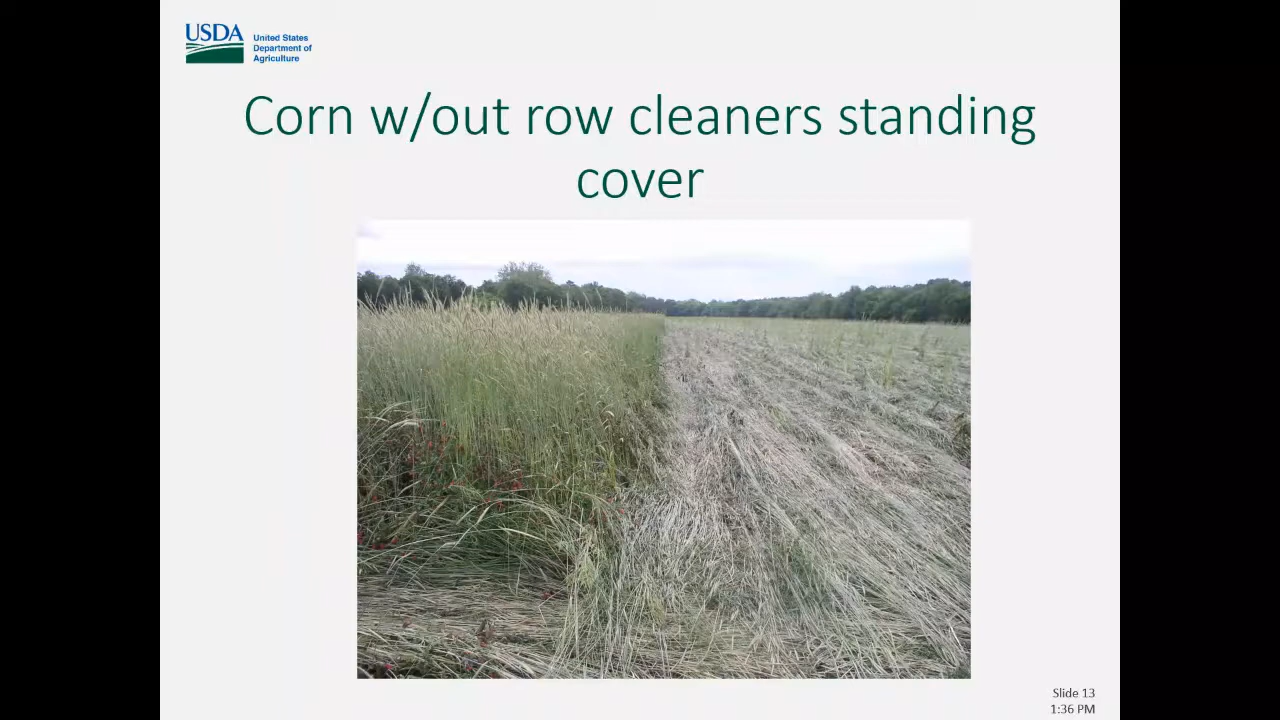 USDA
United States
Department of
Agriculture
Corn w/out row cleaners standing
cover
Slide 13
1:36 PM